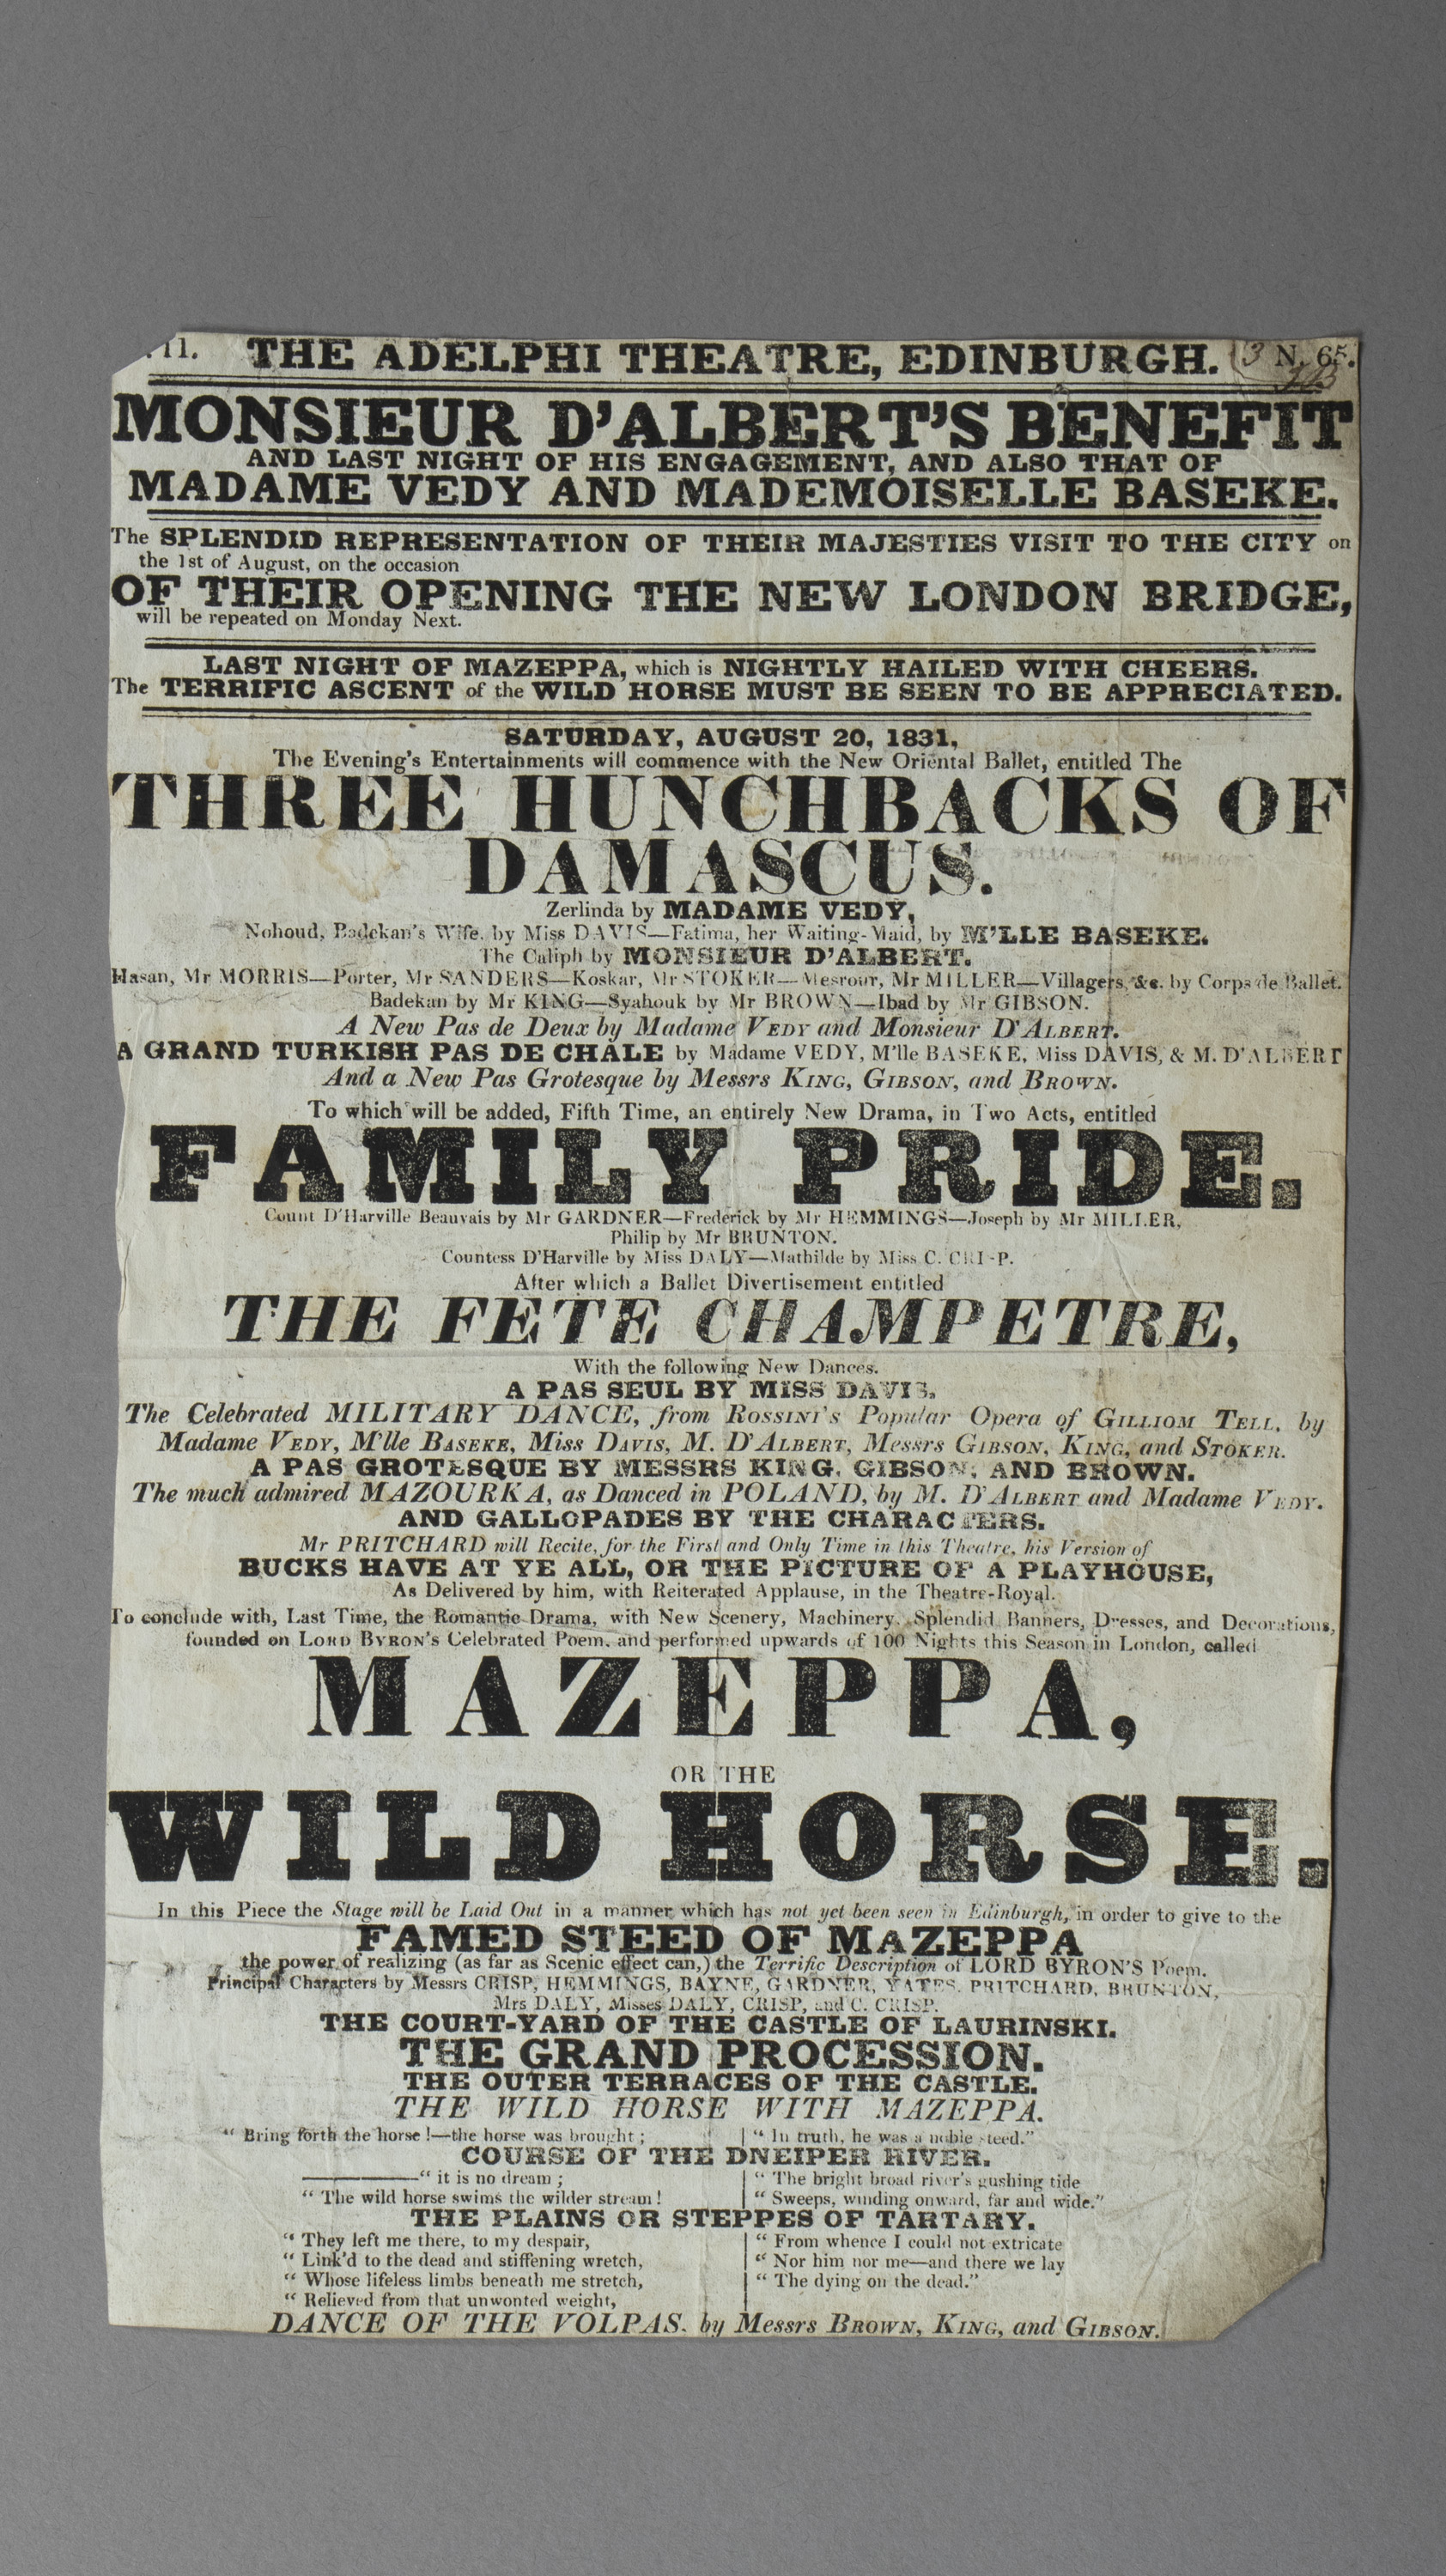 . 11.
THE ADELPHI THEATRE, EDINBURGH.
3 N. 65.
MONSIEUR D'ALBERT'S BENEFIT
AND LAST NIGHT OF HIS ENGAGEMENT, AND ALSO THAT OF
MADAME VEDY AND MADEMOISELLE BASEKE.
The SPLENDID REPRESENTATION OF THEIR MAJESTIES VISIT TO THE CITY on
the 1st of August, on the occasion
OF THEIR OPENING THE NEW LONDON BRIDGE,
will be repeated on Monday Next.
LAST NIGHT OF MAZEPPA, which is NIGHTLY HAILED WITH CHEERS.
The TERRIFIC ASCENT of the WILD HORSE MUST BE SEEN TO BE APPRECIATED.
SATURDAY, AUGUST 20, 1831,
The Evening's Entertainments will commence with the New Oriental Ballet, entitled The
THREE HUNCHBACKS OF
DAMASCUS.
Zerlinda by MADAME VEDY,
Nohoud, Badekan's Wife, by Miss DAVIS—Fatima, her Waiting-Maid, by M'LLE BASEKE.
The Caliph by MONSIEUR D'ALBERT.
Hasan, Mr MORRIS—Porter, Mr SANDERS—Koskar, Mr STOKER—Mesrour, Mr MILLER—Villagers, &c. by Corps de Ballet.
Badekan by Mr KING—Syahouk by Mr BROWN—Ibad by Mr GIBSON.
A New Pas de Deux by Madame VEDY and Monsieur D'ALBERT.
A GRAND TURKISH PAS DE CHALE by Madame VEDY, M'lle BASEKE, Miss DAVIS, & M. D'ALBERT
And a New Pas Grotesque by Messrs KING, GIBSON, and BROWN.
To which will be added, Fifth Time, an entirely New Drama, in Two Acts, entitled
FAMILY PRIDE.
Count D'Harville Beauvais by Mr GARDNER—Frederick by Mr HEMMINGS—Joseph by Mr MILLER,
Philip by Mr BRUNTON.
Countess D'Harville by Miss DALY—Mathilde by Miss C. CRISP.
After which a Ballet Divertisement entitled
THE FETE CHAMPETRE,
With the following New Dances.
A PAS SEUL BY MISS DAVIS,
The Celebrated MILITARY DANCE, from ROSSINI'S Popular Opera of GILLIOM TELL, by
Madame VEDY, M'lle BASEKE, Miss DAVIS, M. D'ALBERT, Messrs GIBSON, KING, and STOKER.
A PAS GROTESQUE BY MESSRS KING, GIBSON, AND BROWN.
The much admired MAZOURKA, as Danced in POLAND, by M. D'ALBERT and Madame VEDY.
AND GALLOPADES BY THE CHARACTERS.
Mr PRITCHARD will Recite, for the First and Only Time in this Theatre, his Version of
BUCKS HAVE AT YE ALL, OR THE PICTURE OF A PLAYHOUSE,
As Delivered by him, with Reiterated Applause, in the Theatre-Royal.
To conclude with, Last Time, the Romantic Drama, with New Scenery, Machinery, Splendid Banners, Dresses, and Decorations,
founded on LORD BYRON'S Celebrated Poem, and performed upwards of 100 Nights this Season in London, called
MAZEPPA,
OR THE
WILD HORSE.
In this Piece the Stage will be Laid Out in a manner which has not yet been seen in Edinburgh, in order to give to the
FAMED STEED OF MAZEPPA
the power of realizing (as far as Scenic effect can,) the Terrific Description of LORD BYRON'S Poem.
Principal Characters by Messrs CRISP, HEMMINGS, BAYNE, GARDNER, YATES, PRITCHARD, BRUNTON,
Mrs DALY, Misses DALY, CRISP, and C. CRISP.
THE COURT-YARD OF THE CASTLE OF LAURINSKI.
THE GRAND PROCESSION.
THE OUTER TERRACES OF THE CASTLE.
THE WILD HORSE WITH MAZEPPA.
“ Bring forth the horse !—the horse was brought ; | “ In truth, he was a noble steed.”
COURSE OF THE DNEIPER RIVER.
————“ it is no dream ; | “ The bright broad river's gushing tide
“ The wild horse swims the wilder stream ! | “ Sweeps, winding onward, far and wide.”
THE PLAINS OR STEPPES OF TARTARY.
“ They left me there, to my despair, | “ From whence I could not extricate
“ Link'd to the dead and stiffening wretch, | “ Nor him nor me—and there we lay
“ Whose lifeless limbs beneath me stretch, | “ The dying on the dead.”
“ Relieved from that unwonted weight,
DANCE OF THE VOLPAS, by Messrs BROWN, KING, and GIBSON.